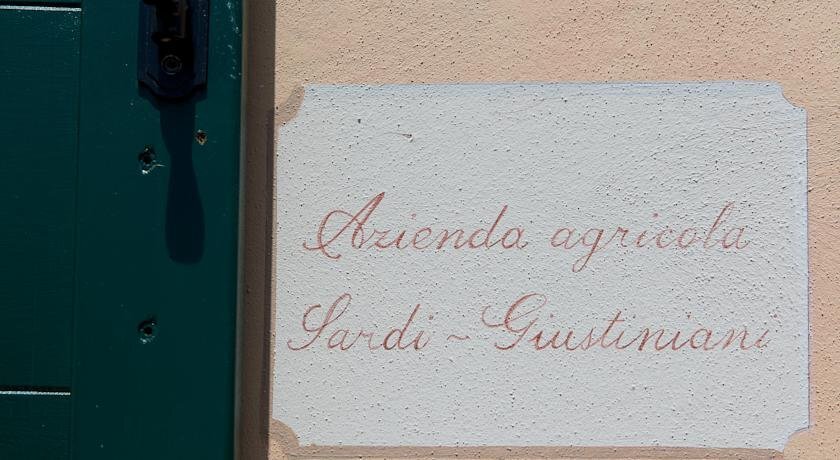 Azienda agricola
Sardi ~ Giustiniani